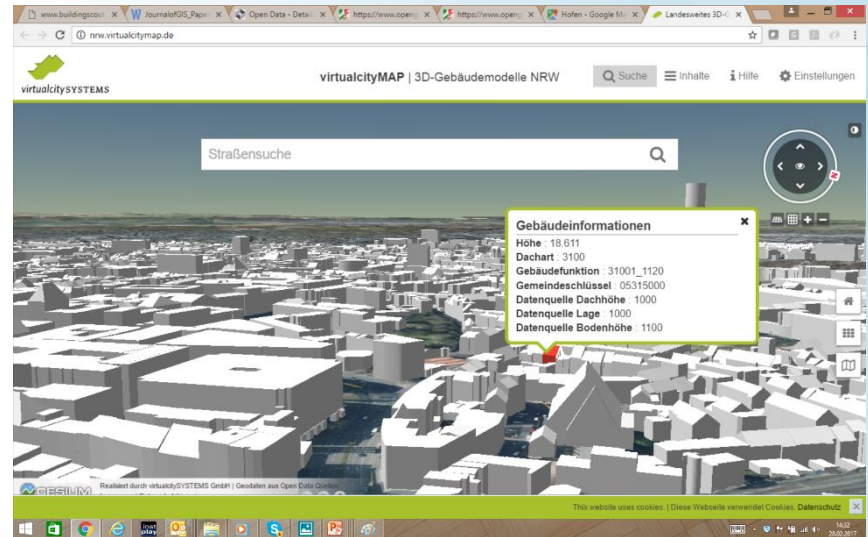 www.buildingscout
JournalofGIS_Pape
Open Data - Detail
https://www.openg
https://www.openg
Hofen - Google M
Landesweites 3D-
nrw.virtualcitymap.de
virtualcitySYSTEMS
virtualcityMAP | 3D-Gebäudemodelle NRW
Suche
Inhalte
Hilfe
Einstellungen
Straßensuche
N
Gebäudeinformationen
Höhe : 18.611
Dachart : 3100
Gebäudefunktion : 31001_1120
Gemeindeschlüssel : 05315000
Datenquelle Dachhöhe : 1000
Datenquelle Lage : 1000
Datenquelle Bodenhöhe : 1100
CESIUM
Realisiert durch virtualcitySYSTEMS GmbH | Geodaten aus Open Data Quellen
This website uses cookies. | Diese Webseite verwendet Cookies. Datenschutz
14:32
28.02.2017